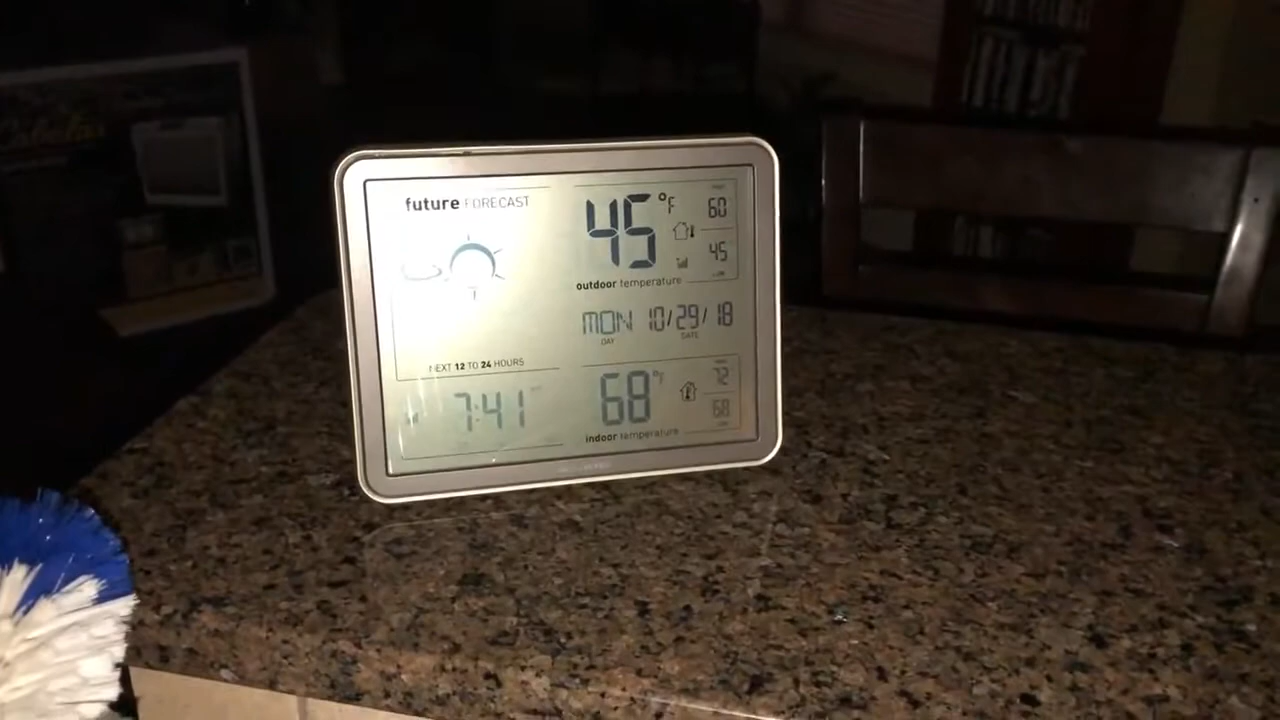 future FORECAST
45°F
60
45
LOW
outdoor temperature
MON 10/29/18
DAY DATE
NEXT 12 TO 24 HOURS
7:41
68°F
72
68
indoor temperature